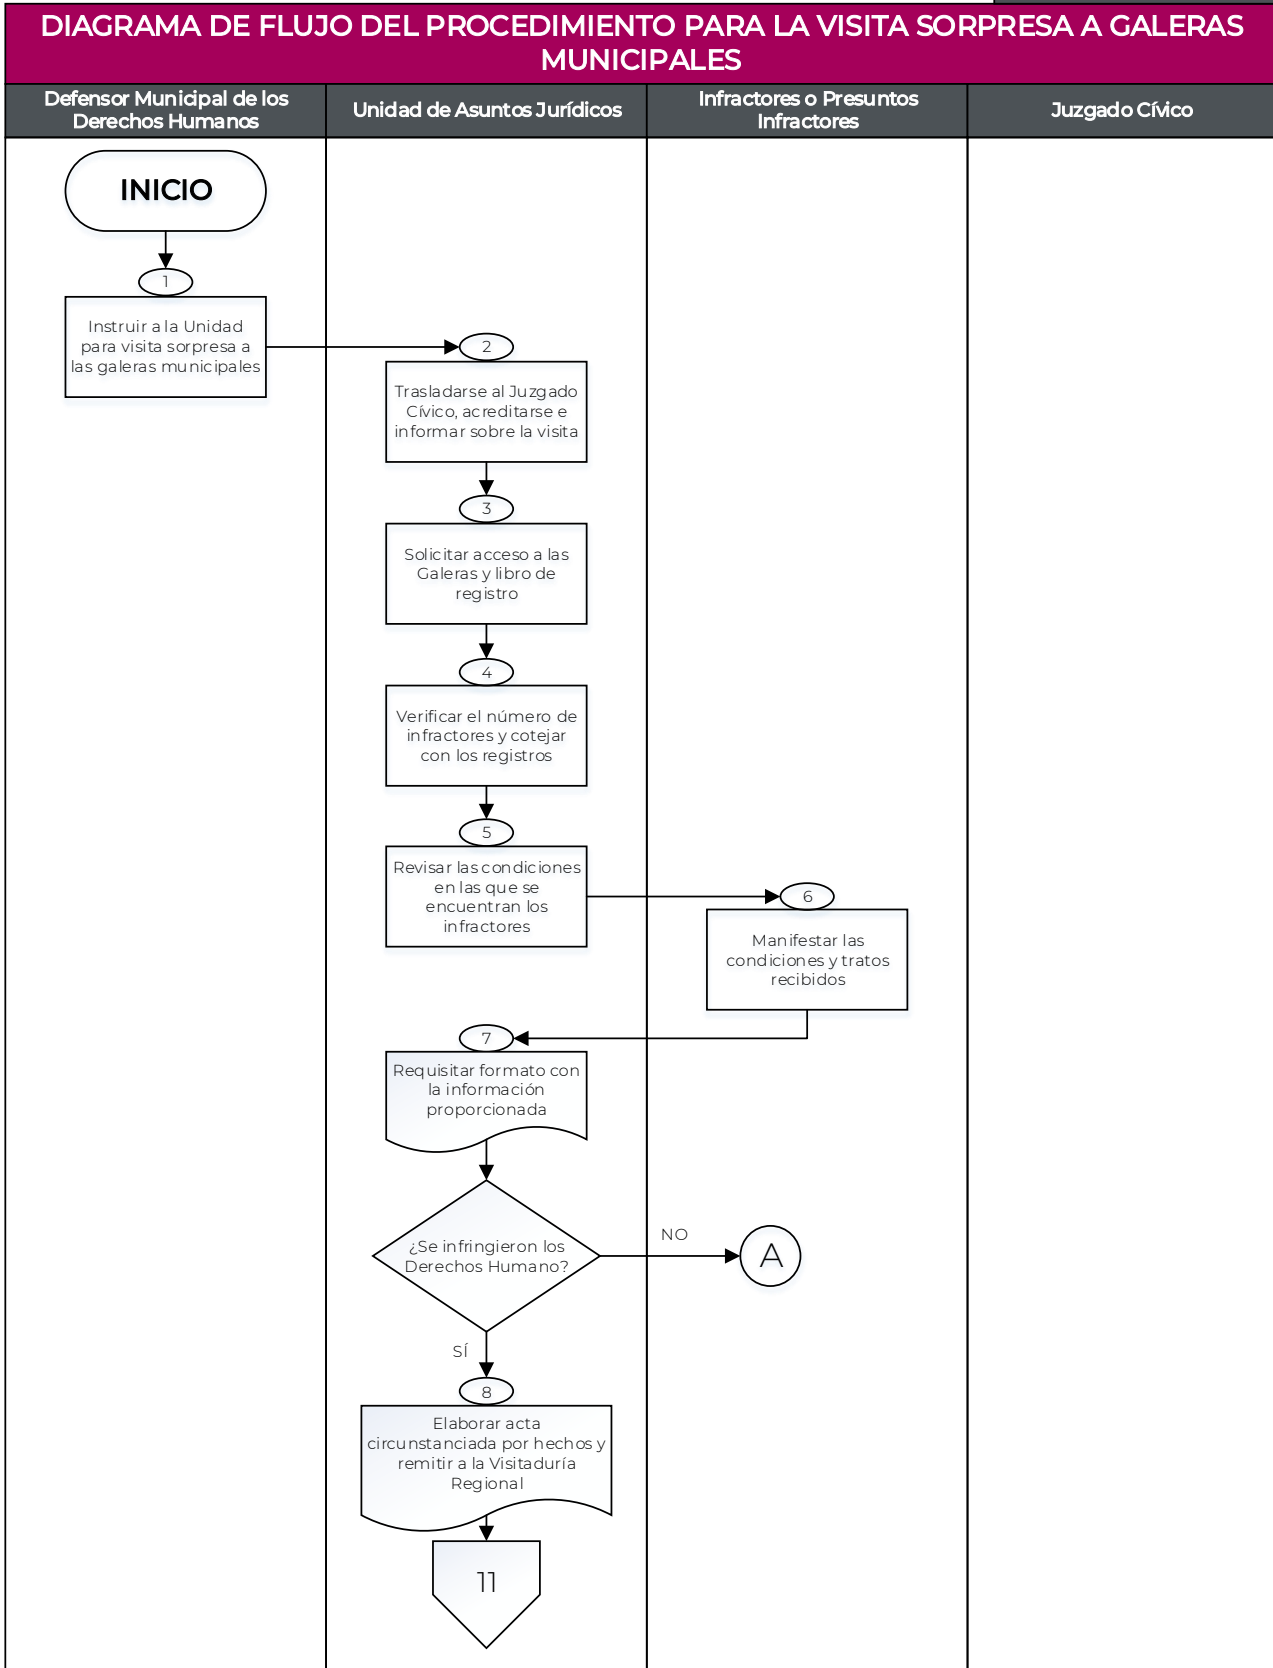 DIAGRAMA DE FLUJO DEL PROCEDIMIENTO PARA LA VISITA SORPRESA A GALERAS
MUNICIPALES
Defensor Municipal de los
Derechos Humanos
Unidad de Asuntos Jurídicos
Infractores o Presuntos
Infractores
Juzgado Cívico
INICIO
1
Instruir a la Unidad
para visita sorpresa a
las galeras municipales
2
Trasladarse al Juzgado
Cívico, acreditarse e
informar sobre la visita
3
Solicitar acceso a las
Galeras y libro de
registro
4
Verificar el número de
infractores y cotejar
con los registros
5
Revisar las condiciones
en las que se
encuentran los
infractores
6
Manifestar las
condiciones y tratos
recibidos
7
Requisitar formato con
la información
proporcionada
¿Se infringieron los
Derechos Humano?
NO
A
SÍ
8
Elaborar acta
circunstanciada por hechos y
remitir a la Visitaduría
Regional
11